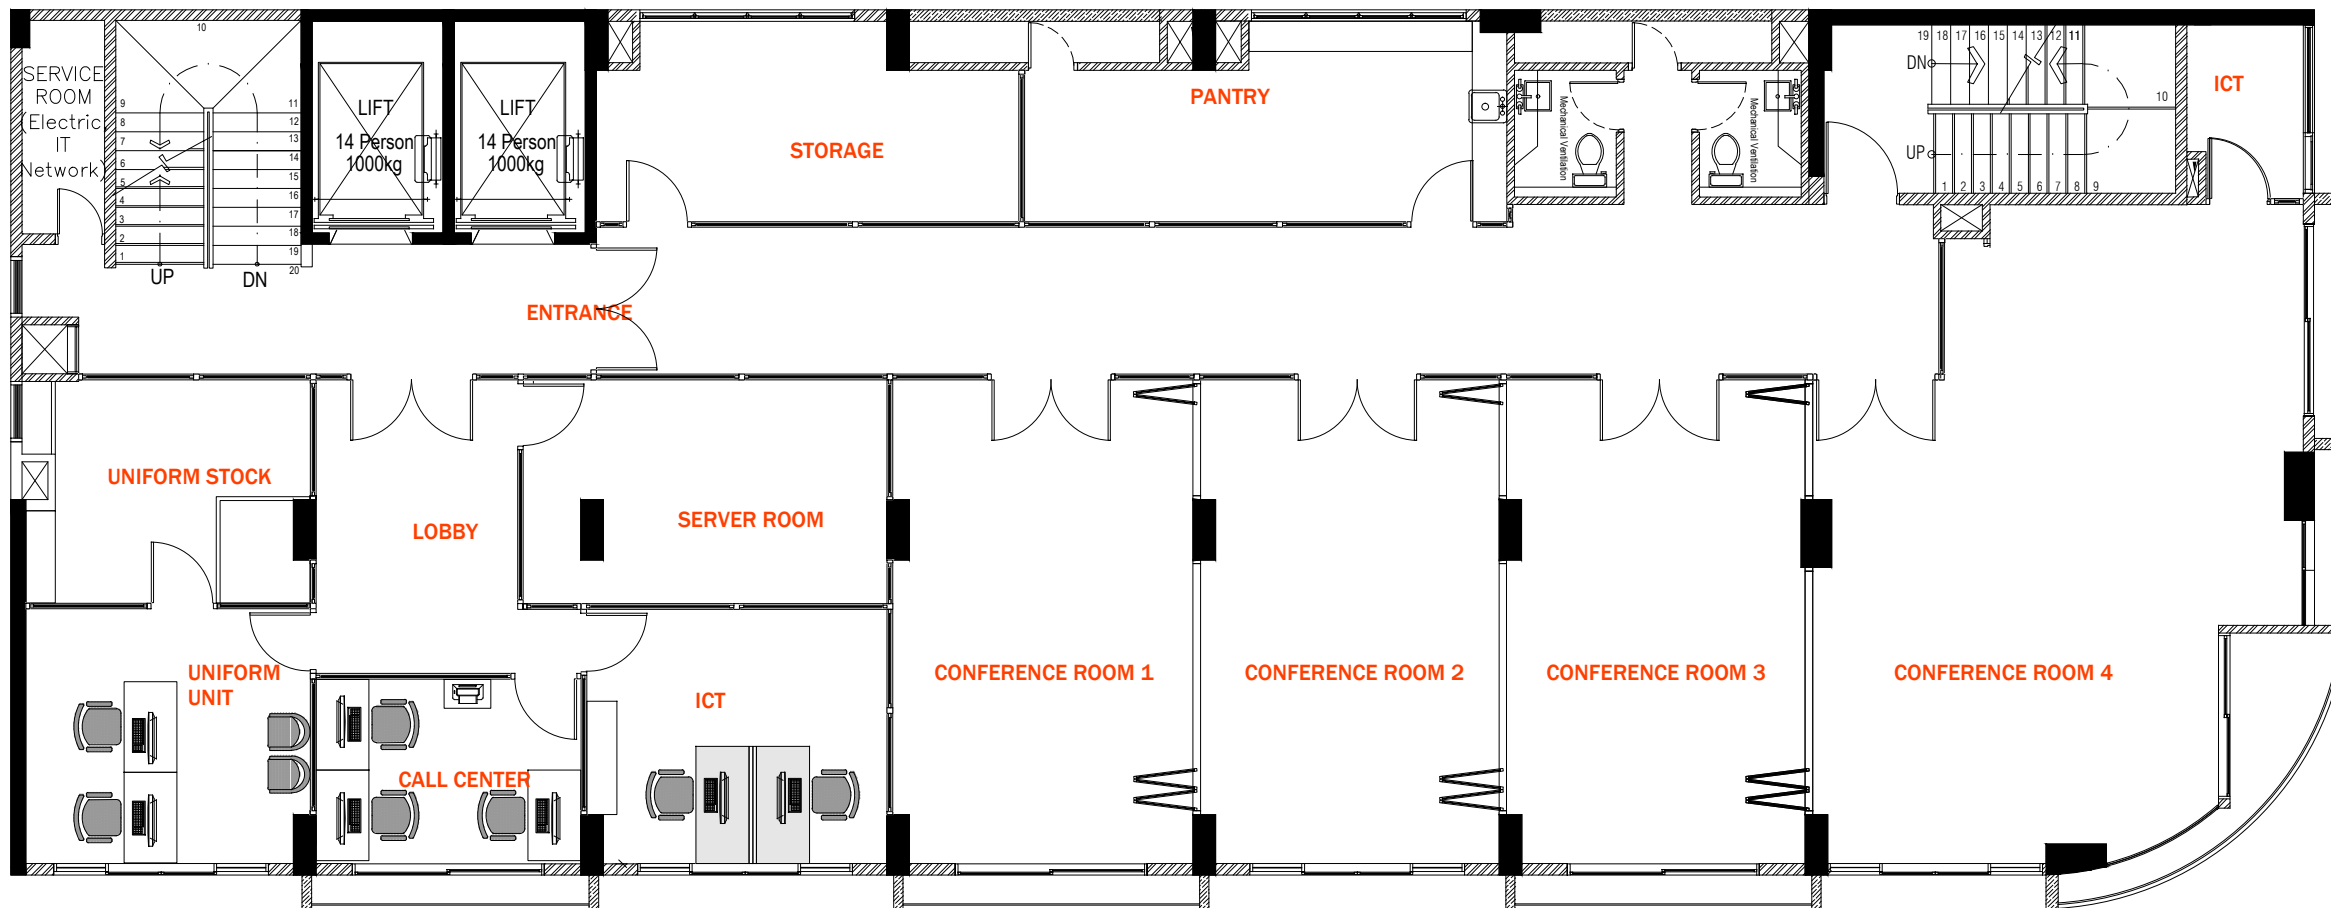 SERVICE
ROOM
(Electric
IT
Network)
10
9
8
7
6
5
4
3
2
1
11
12
13
14
15
16
17
18
19
20
UP
DN
LIFT
14 Person
1000kg
LIFT
14 Person
1000kg
STORAGE
PANTRY
Mechanical Ventilation
Mechanical Ventilation
19 18 17 16 15 14 13 12 11
DN
10
UP
1 2 3 4 5 6 7 8 9
ICT
ENTRANCE
UNIFORM STOCK
LOBBY
SERVER ROOM
UNIFORM
UNIT
CALL CENTER
ICT
CONFERENCE ROOM 1
CONFERENCE ROOM 2
CONFERENCE ROOM 3
CONFERENCE ROOM 4